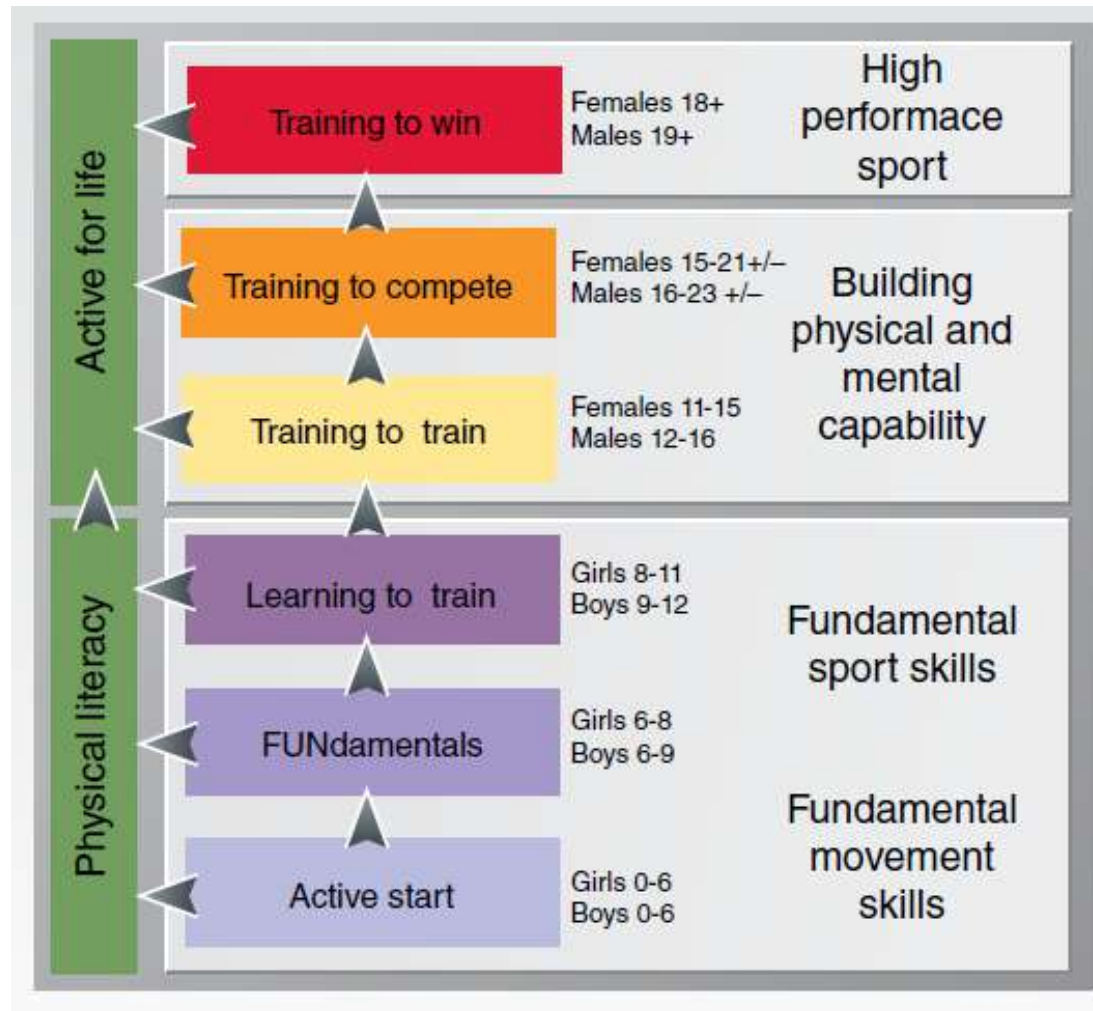 Active for life
Physical literacy
Training to win
Females 18+
Males 19+
High
performace
sport
Training to compete
Females 15-21+/–
Males 16-23 +/–
Training to  train
Females 11-15
Males 12-16
Building
physical and
mental
capability
Learning to  train
Girls 8-11
Boys 9-12
FUNdamentals
Girls 6-8
Boys 6-9
Active start
Girls 0-6
Boys 0-6
Fundamental
sport skills
Fundamental
movement
skills